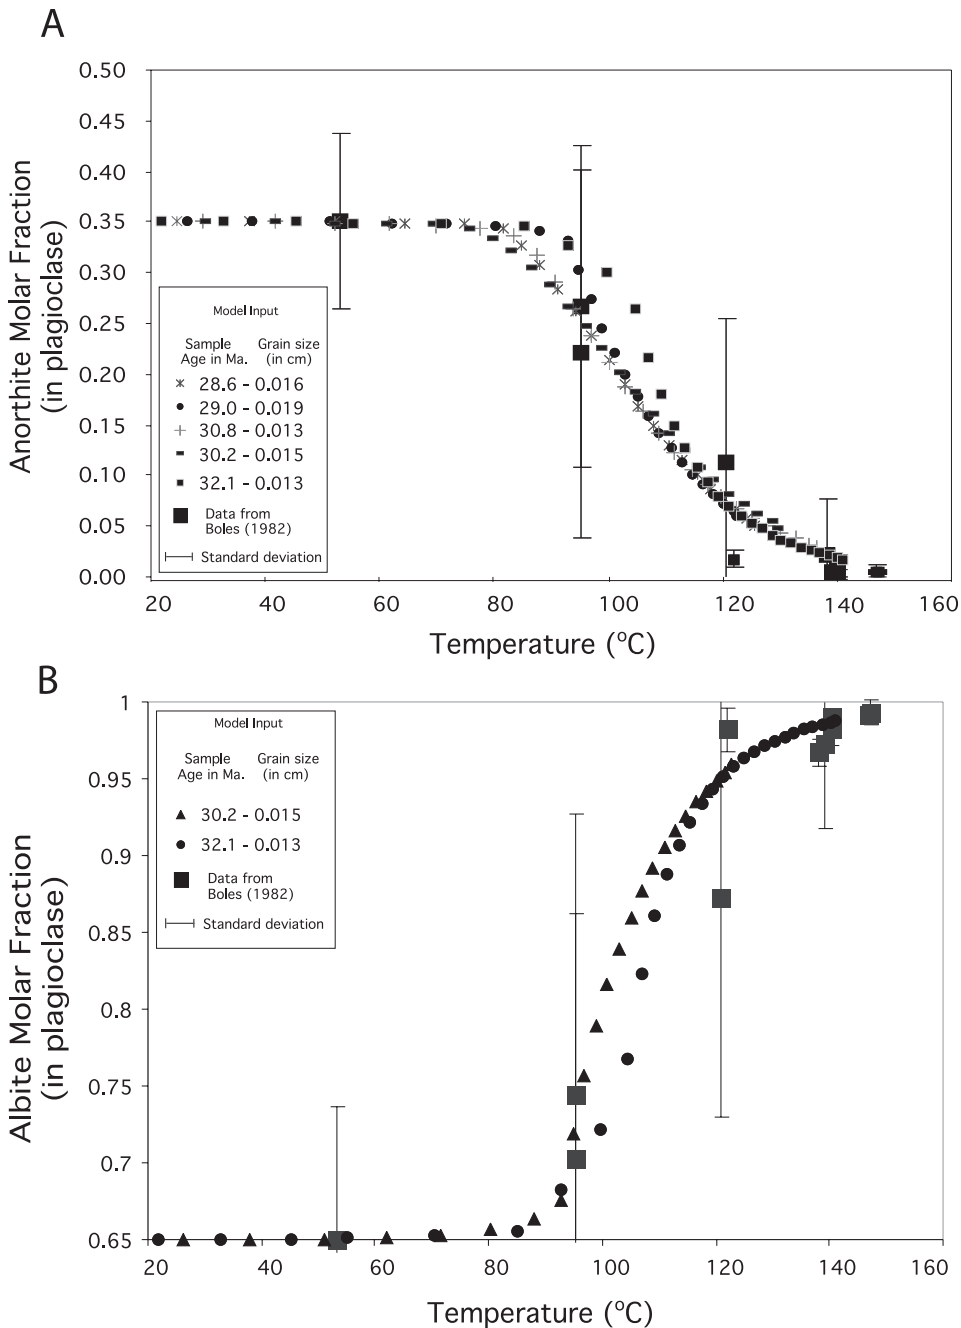 A
Anorthite Molar Fraction
(in plagioclase)
0.50
0.45
0.40
0.35
0.30
0.25
0.20
0.15
0.10
0.05
0.00
Model Input
Sample Grain size
Age in Ma. (in cm)
28.6 - 0.016
29.0 - 0.019
30.8 - 0.013
30.2 - 0.015
32.1 - 0.013
Data from
Boles (1982)
Standard deviation
20 40 60 80 100 120 140 160
Temperature (ºC)
B
Albite Molar Fraction
(in plagioclase)
1
0.95
0.9
0.85
0.8
0.75
0.7
0.65
Model Input
Sample Grain size
Age in Ma. (in cm)
30.2 - 0.015
32.1 - 0.013
Data from
Boles (1982)
Standard deviation
20 40 60 80 100 120 140 160
Temperature (ºC)